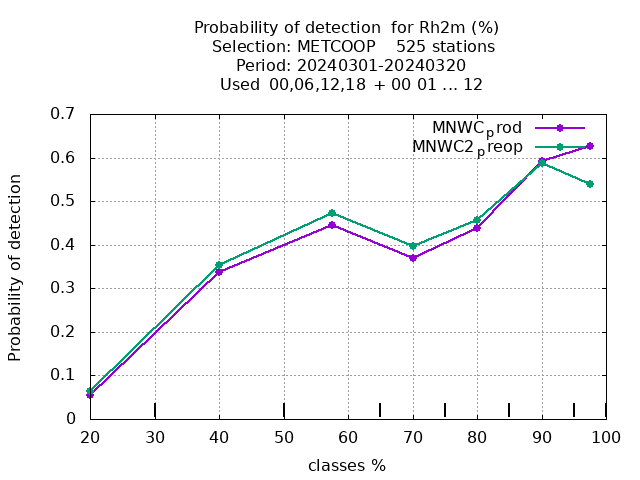 Probability of detection for Rh2m (%)
Selection: METCOOP 525 stations
Period: 20240301-20240320
Used 00,06,12,18 + 00 01 ... 12
MNWCprod
MNWC2preop
Probability of detection
0.7
0.6
0.5
0.4
0.3
0.2
0.1
0
20 30 40 50 60 70 80 90 100
classes %